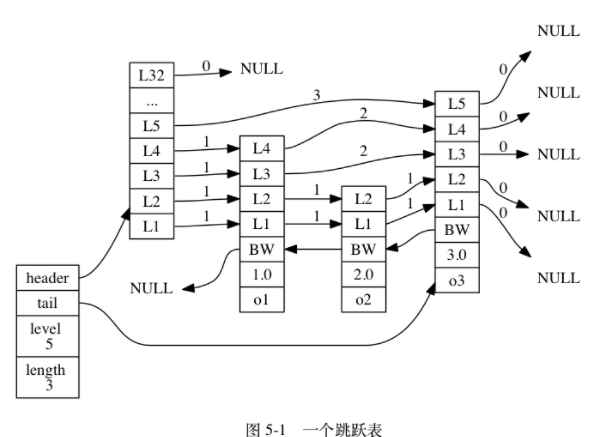 NULL
L32
0
NULL
...
L5
3
L5
0
NULL
L4
1
L4
2
L4
0
L3
1
L3
2
L3
0
NULL
L2
1
L2
1
L2
1
L2
0
NULL
L1
1
L1
1
L1
1
L1
0
NULL
BW
BW
BW
NULL
1.0
2.0
3.0
o1
o2
o3
header
tail
level
5
length
3
图 5-1 一个跳跃表